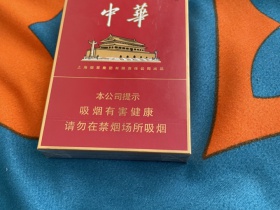 中華
本公司提示
吸烟有害健康
请勿在禁烟场所吸烟